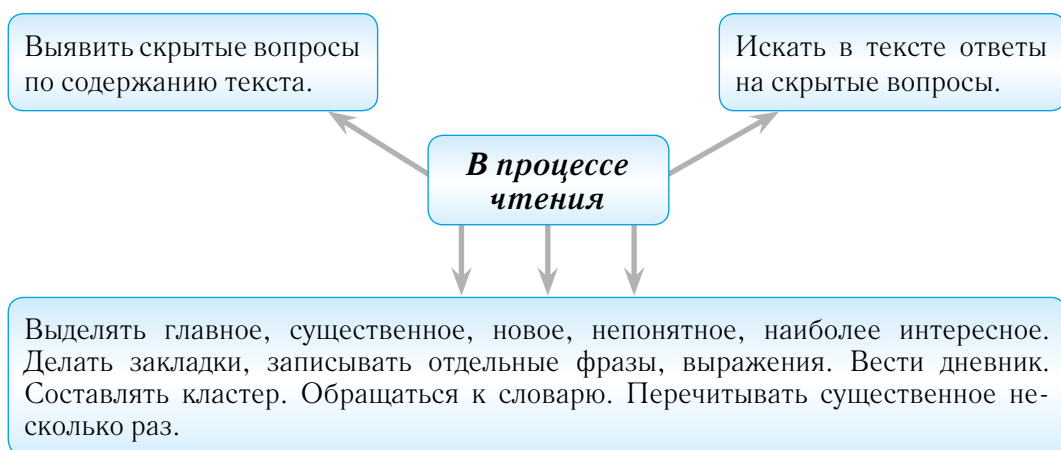 Выявить скрытые вопросы
по содержанию текста.
Искать в тексте ответы
на скрытые вопросы.
В процессе
чтения
Выделять главное, существенное, новое, непонятное, наиболее интересное.
Делать закладки, записывать отдельные фразы, выражения. Вести дневник.
Составлять кластер. Обращаться к словарю. Перечитывать существенное не-
сколько раз.